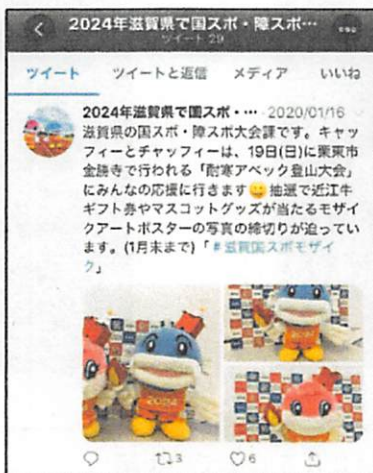 2024年滋賀県で国スポ・障スポ…
ツイート 29
ツイート ツイートと返信 メディア いいね
2024年滋賀県で国スポ・… · 2020/01/16
滋賀県の国スポ・障スポ大会課です。キャッ
フィーとチャッフィーは、19日(日)に栗東市
金勝寺で行われる「耐寒アベック登山大会」
にみんなの応援に行きます😄 抽選で近江牛
ギフト券やマスコットグッズが当たるモザイ
クアートポスターの写真の締切りが迫ってい
ます。(1月末まで)「#滋賀国スポモザイ
ク」
2024
3 6